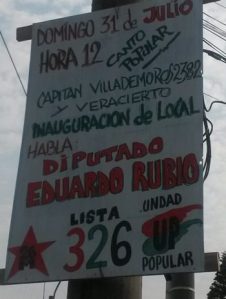 DOMINGO 31 de JULIO
HORA 12
CANTO
POPULAR
CAPITAN VILLADEMOROS 2382
Y VERACIERTO
INAUGURACION de LOCAL
HABLA:
DIPUTADO
EDUARDO RUBIO
LISTA
326
UNIDAD
UP
POPULAR